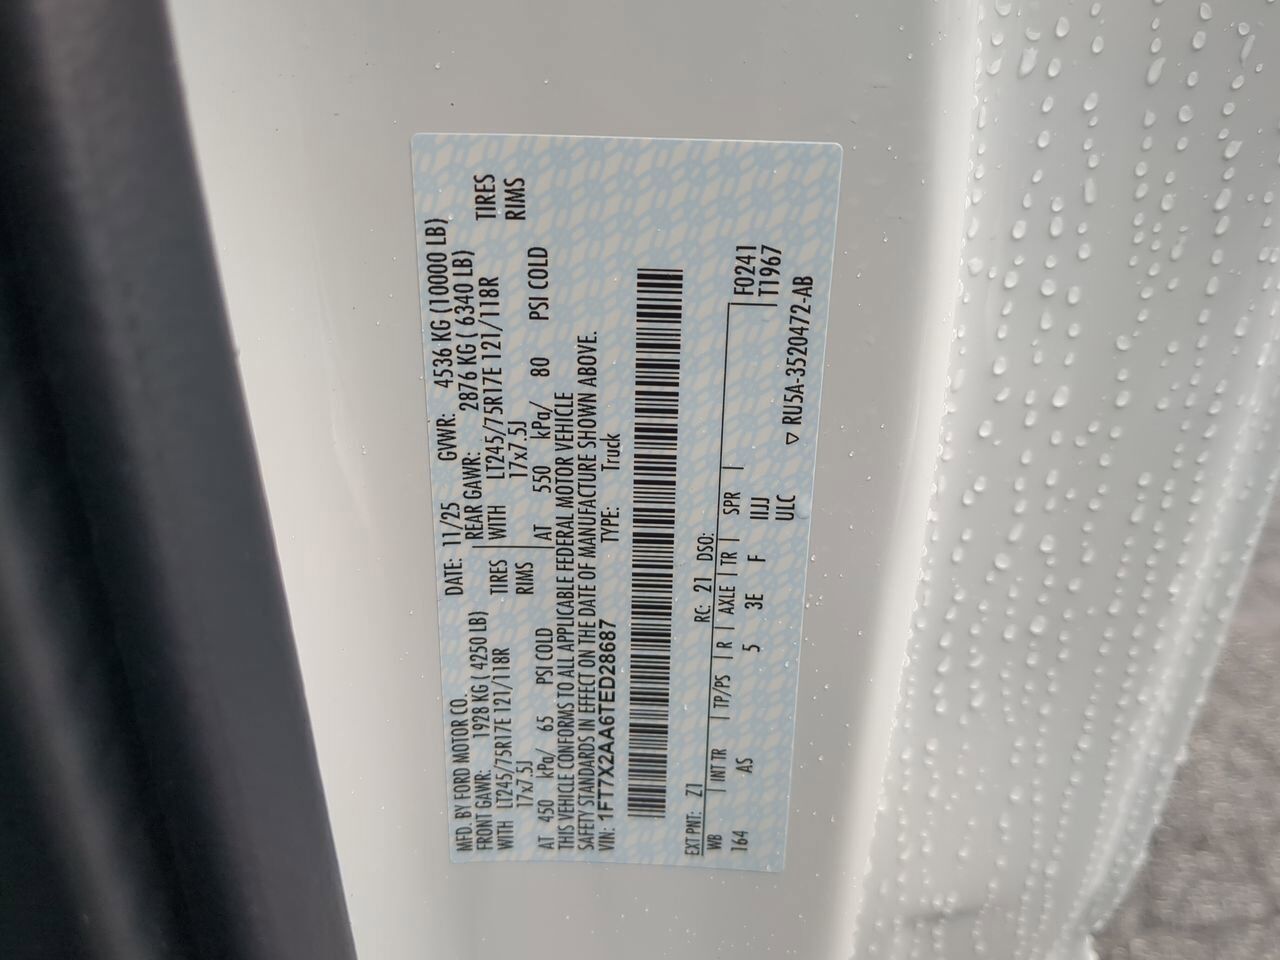 MFD. BY FORD MOTOR CO.
DATE: 11/25 GVWR: 4536 KG (10000 LB)
FRONT GAWR: 1928 KG ( 4250 LB) REAR GAWR: 2876 KG ( 6340 LB)
WITH LT245/75R17E 121/118R TIRES WITH LT245/75R17E 121/118R TIRES
17x7.5J RIMS 17x7.5J RIMS
AT 450 kPa/ 65 PSI COLD AT 550 kPa/ 80 PSI COLD
THIS VEHICLE CONFORMS TO ALL APPLICABLE FEDERAL MOTOR VEHICLE
SAFETY STANDARDS IN EFFECT ON THE DATE OF MANUFACTURE SHOWN ABOVE.
VIN: 1FT7X2AA6TED28687 TYPE: Truck
EXT PNT: Z1 RC: 21 DSO:
WB INT TR TP/PS R AXLE TR SPR F0241
164 AS 5 3E F IIJJ T1967
ULC
▽ RU5A-3520472-AB